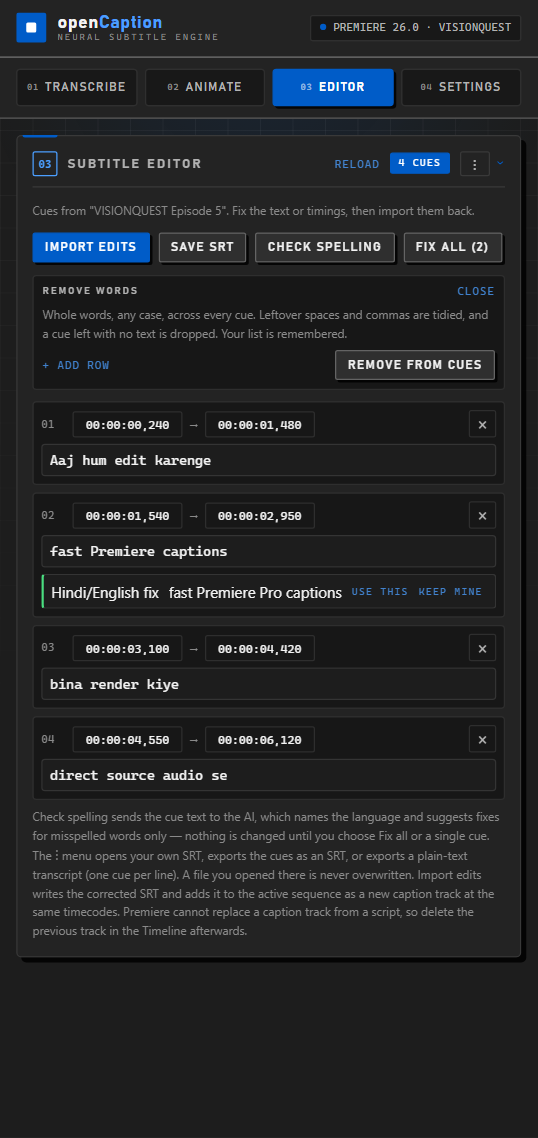 openCaption
NEURAL SUBTITLE ENGINE
PREMIERE 26.0 · VISIONQUEST
01 TRANSCRIBE
02 ANIMATE
03 EDITOR
04 SETTINGS
03 SUBTITLE EDITOR
RELOAD
4 CUES
⋮
Cues from "VISIONQUEST Episode 5". Fix the text or timings, then import them back.
IMPORT EDITS
SAVE SRT
CHECK SPELLING
FIX ALL (2)
REMOVE WORDS
CLOSE
Whole words, any case, across every cue. Leftover spaces and commas are tidied, and
a cue left with no text is dropped. Your list is remembered.
+ ADD ROW
REMOVE FROM CUES
01 00:00:00,240 → 00:00:01,480 ×
Aaj hum edit karenge
02 00:00:01,540 → 00:00:02,950 ×
fast Premiere captions
Hindi/English fix fast Premiere Pro captions USE THIS KEEP MINE
03 00:00:03,100 → 00:00:04,420 ×
bina render kiye
04 00:00:04,550 → 00:00:06,120 ×
direct source audio se
Check spelling sends the cue text to the AI, which names the language and suggests fixes
for misspelled words only — nothing is changed until you choose Fix all or a single cue.
The ⋮ menu opens your own SRT, exports the cues as an SRT, or exports a plain-text
transcript (one cue per line). A file you opened there is never overwritten. Import edits
writes the corrected SRT and adds it to the active sequence as a new caption track at the
same timecodes. Premiere cannot replace a caption track from a script, so delete the
previous track in the Timeline afterwards.